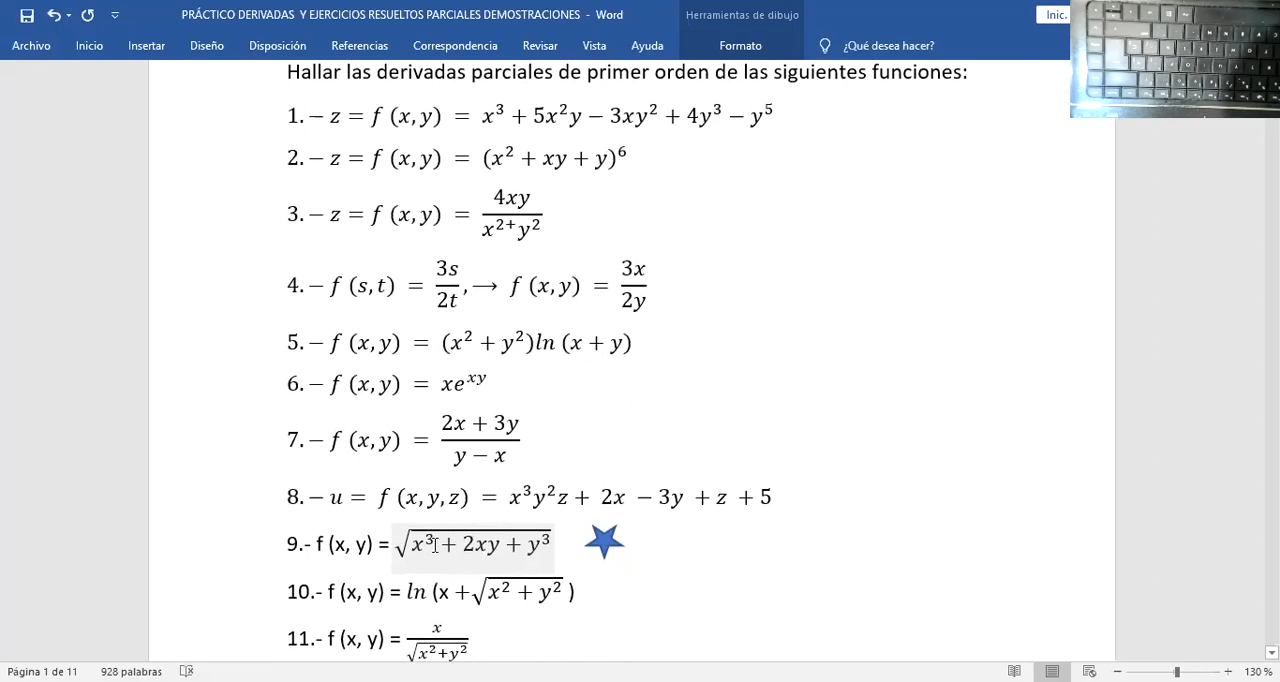 PRÁCTICO DERIVADAS Y EJERCICIOS RESUELTOS PARCIALES DEMOSTRACIONES - Word
Herramientas de dibujo
Inic.
Archivo Inicio Insertar Diseño Disposición Referencias Correspondencia Revisar Vista Ayuda Formato ¿Qué desea hacer?
Hallar las derivadas parciales de primer orden de las siguientes funciones:
1. − z = f (x, y) = x³ + 5x²y − 3xy² + 4y³ − y⁵
2. − z = f (x, y) = (x² + xy + y)⁶
3. − z = f (x, y) = 4xy / x²⁺y²
4. − f (s, t) = 3s / 2t , → f (x, y) = 3x / 2y
5. − f (x, y) = (x² + y²)ln (x + y)
6. − f (x, y) = xeˣʸ
7. − f (x, y) = 2x + 3y / y − x
8. − u = f (x, y, z) = x³y²z + 2x − 3y + z + 5
9.- f (x, y) = √x³ + 2xy + y³
10.- f (x, y) = ln (x + √x² + y² )
11.- f (x, y) = x / √x²+y²
Página 1 de 11 928 palabras 130 %